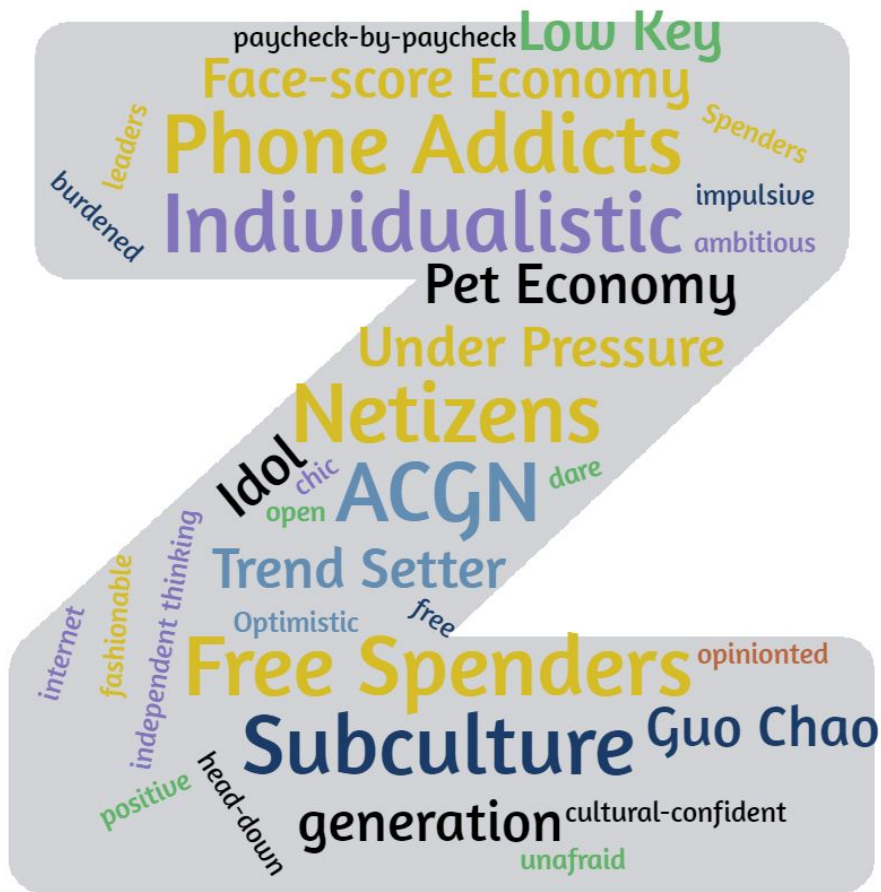 paycheck-by-paycheck
Low Key
Face-score Economy
leaders
Phone Addicts
Spenders
burdened
Individualistic
impulsive
ambitious
Pet Economy
Under Pressure
Netizens
Idol
chic
open
ACGN
dare
Trend Setter
internet
fashionable
independent thinking
Optimistic
free
Free Spenders
opinionted
Subculture
Guo Chao
positive
head-down
generation
cultural-confident
unafraid